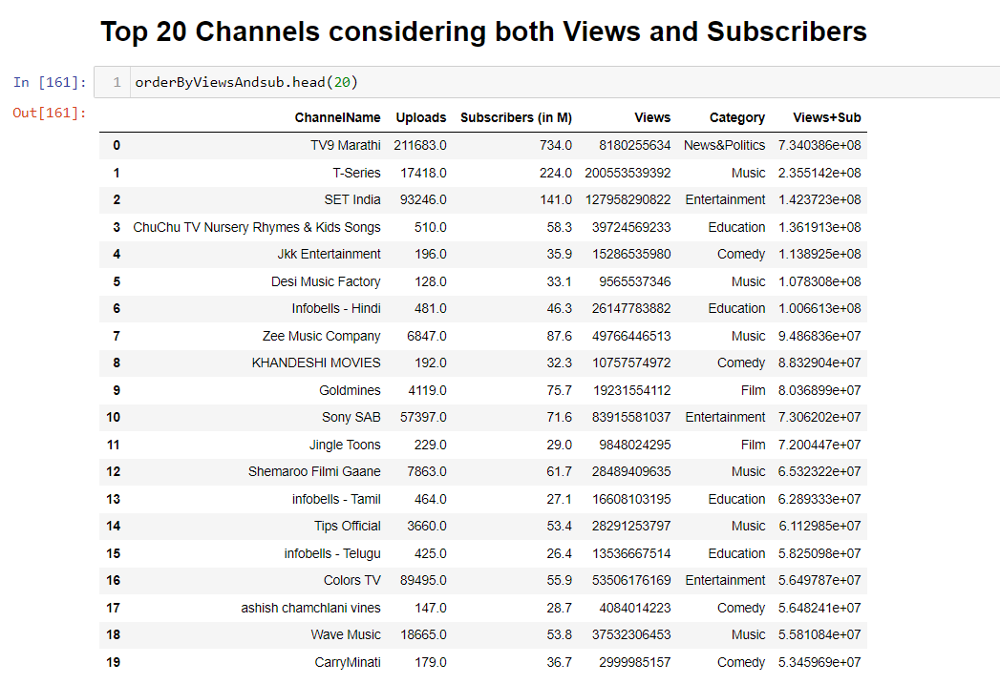 Top 20 Channels considering both Views and Subscribers
In [161]: 1 orderByViewsAndsub.head(20)
Out[161]:
ChannelName Uploads Subscribers (in M) Views Category Views+Sub
0 TV9 Marathi 211683.0 734.0 8180255634 News&Politics 7.340386e+08
1 T-Series 17418.0 224.0 200553539392 Music 2.355142e+08
2 SET India 93246.0 141.0 127958290822 Entertainment 1.423723e+08
3 ChuChu TV Nursery Rhymes & Kids Songs 510.0 58.3 39724569233 Education 1.361913e+08
4 Jkk Entertainment 196.0 35.9 15286535980 Comedy 1.138925e+08
5 Desi Music Factory 128.0 33.1 9565537346 Music 1.078308e+08
6 Infobells - Hindi 481.0 46.3 26147783882 Education 1.006613e+08
7 Zee Music Company 6847.0 87.6 49766446513 Music 9.486836e+07
8 KHANDESHI MOVIES 192.0 32.3 10757574972 Comedy 8.832904e+07
9 Goldmines 4119.0 75.7 19231554112 Film 8.036899e+07
10 Sony SAB 57397.0 71.6 83915581037 Entertainment 7.306202e+07
11 Jingle Toons 229.0 29.0 9848024295 Film 7.200447e+07
12 Shemaroo Filmi Gaane 7863.0 61.7 28489409635 Music 6.532322e+07
13 infobells - Tamil 464.0 27.1 16608103195 Education 6.289333e+07
14 Tips Official 3660.0 53.4 28291253797 Music 6.112985e+07
15 infobells - Telugu 425.0 26.4 13536667514 Education 5.825098e+07
16 Colors TV 89495.0 55.9 53506176169 Entertainment 5.649787e+07
17 ashish chamchlani vines 147.0 28.7 4084014223 Comedy 5.648241e+07
18 Wave Music 18665.0 53.8 37532306453 Music 5.581084e+07
19 CarryMinati 179.0 36.7 2999985157 Comedy 5.345969e+07